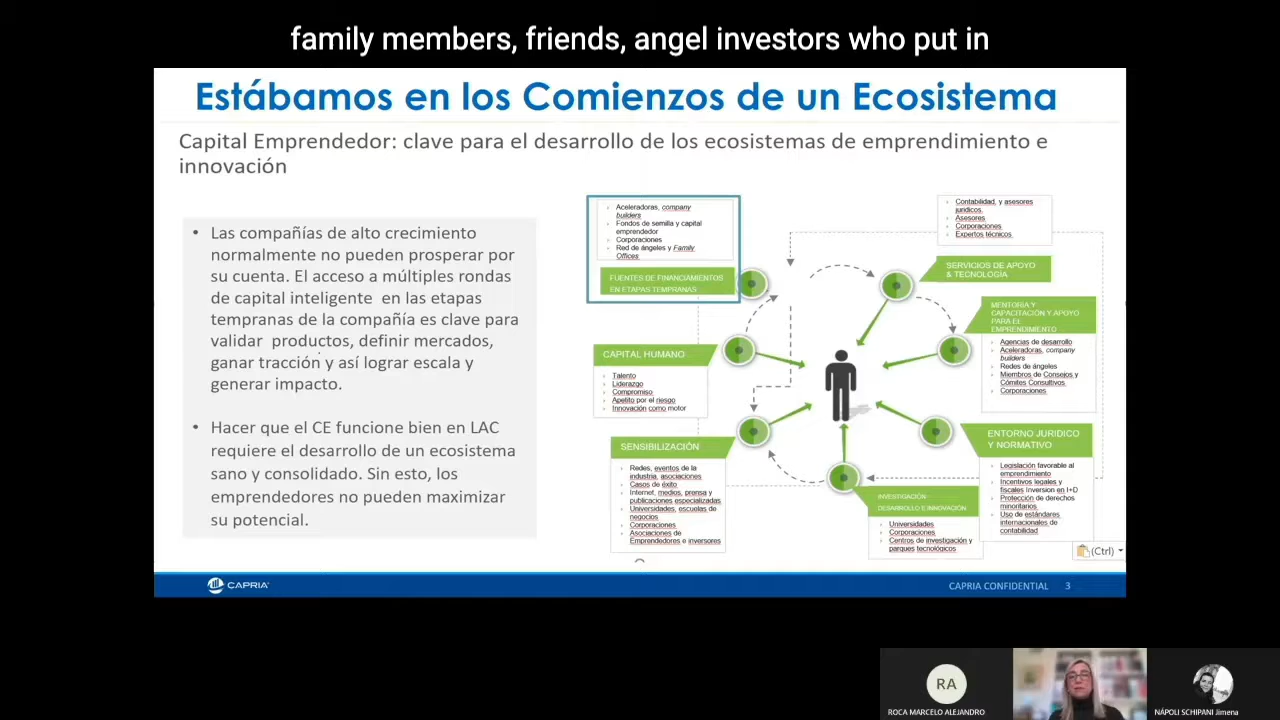 family members, friends, angel investors who put in
Estábamos en los Comienzos de un Ecosistema
Capital Emprendedor: clave para el desarrollo de los ecosistemas de emprendimiento e
innovación
• Las compañías de alto crecimiento
normalmente no pueden prosperar por
su cuenta. El acceso a múltiples rondas
de capital inteligente en las etapas
tempranas de la compañía es clave para
validar productos, definir mercados,
ganar tracción y así lograr escala y
generar impacto.
• Hacer que el CE funcione bien en LAC
requiere el desarrollo de un ecosistema
sano y consolidado. Sin esto, los
emprendedores no pueden maximizar
su potencial.
Aceleradoras, company
builders
Fondos de semilla y capital
emprendedor
Corporaciones
Red de ángeles y Family
Offices
FUENTES DE FINANCIAMIENTOS
EN ETAPAS TEMPRANAS
Contabilidad, y asesores
jurídicos.
Asesores
Corporaciones
Expertos técnicos
SERVICIOS DE APOYO
& TECNOLOGIA
MENTORIA Y
CAPACITACIÓN Y APOYO
PARA EL
EMPRENDIMIENTO
Agencias de desarrollo
Aceleradoras, company
builders
Redes de ángeles
Miembros de Consejos y
Cómites Consultivos
Corporaciones
CAPITAL HUMANO
Talento
Liderazgo
Compromiso
Apetito por el riesgo
Innovación como motor
SENSIBILIZACIÓN
Redes, eventos de la
industria, asociaciones
Casos de éxito
Internet, medios, prensa y
publicaciones especializadas
Universidades, escuelas de
negocios
Corporaciones
Asociaciones de
Emprendedores e inversores
ENTORNO JURIDICO
Y NORMATIVO
Legislación favorable al
emprendimiento
Incentivos legales y
fiscales Inversion en I+D
Protección de derechos
minoritarios
Uso de estándares
internacionales de
contabilidad
INVESTIGACIÓN
DESARROLLO E INNOVACIÓN
Universidades
Corporaciones
Centros de investigación y
parques tecnológicos
(Ctrl)
CAPRIA
CAPRIA CONFIDENTIAL 3
RA
ROCA MARCELO ALEJANDRO
NÁPOLI SCHIPANI Jimena